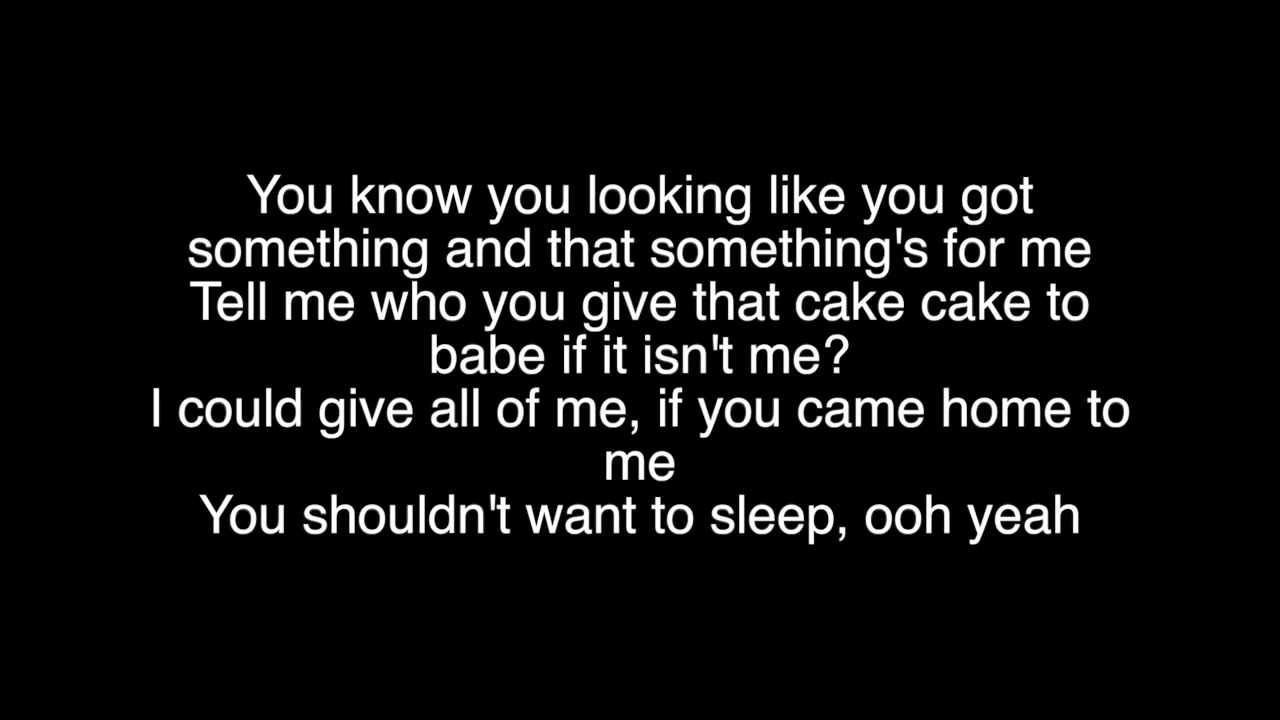 You know you looking like you got
something and that something's for me
Tell me who you give that cake cake to
babe if it isn't me?
I could give all of me, if you came home to
me
You shouldn't want to sleep, ooh yeah